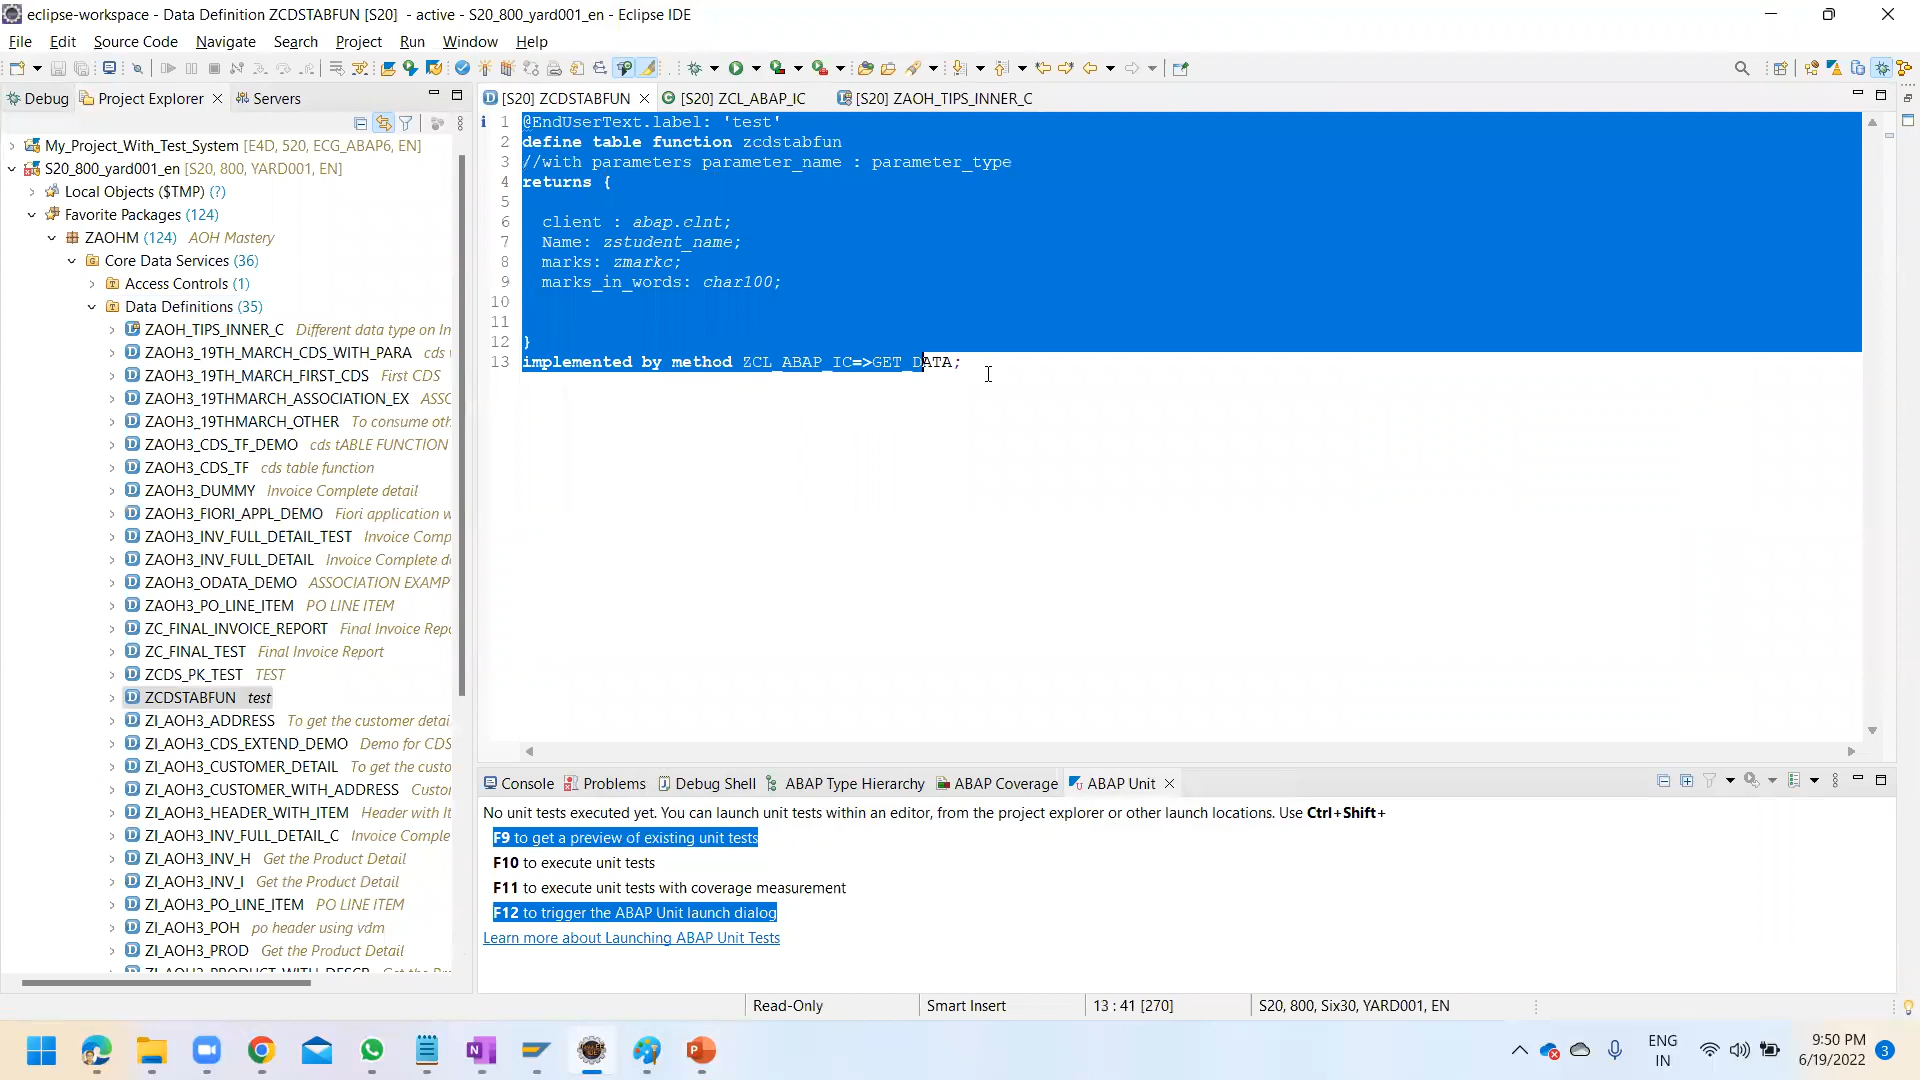 eclipse-workspace - Data Definition ZCDSTABFUN [S20]  - active - S20_800_yard001_en - Eclipse IDE
File Edit Source Code Navigate Search Project Run Window Help
Debug Project Explorer Servers
[S20] ZCDSTABFUN [S20] ZCL_ABAP_IC [S20] ZAOH_TIPS_INNER_C
My_Project_With_Test_System [E4D, 520, ECG_ABAP6, EN]
S20_800_yard001_en [S20, 800, YARD001, EN]
Local Objects ($TMP) (?)
Favorite Packages (124)
ZAOHM (124) AOH Mastery
Core Data Services (36)
Access Controls (1)
Data Definitions (35)
ZAOH_TIPS_INNER_C Different data type on In
ZAOH3_19TH_MARCH_CDS_WITH_PARA cds v
ZAOH3_19TH_MARCH_FIRST_CDS First CDS
ZAOH3_19THMARCH_ASSOCIATION_EX ASSC
ZAOH3_19THMARCH_OTHER To consume oth
ZAOH3_CDS_TF_DEMO cds tABLE FUNCTION
ZAOH3_CDS_TF cds table function
ZAOH3_DUMMY Invoice Complete detail
ZAOH3_FIORI_APPL_DEMO Fiori application w
ZAOH3_INV_FULL_DETAIL_TEST Invoice Comp
ZAOH3_INV_FULL_DETAIL Invoice Complete d
ZAOH3_ODATA_DEMO ASSOCIATION EXAMP
ZAOH3_PO_LINE_ITEM PO LINE ITEM
ZC_FINAL_INVOICE_REPORT Final Invoice Repo
ZC_FINAL_TEST Final Invoice Report
ZCDS_PK_TEST TEST
ZCDSTABFUN test
ZI_AOH3_ADDRESS To get the customer detai
ZI_AOH3_CDS_EXTEND_DEMO Demo for CDS
ZI_AOH3_CUSTOMER_DETAIL To get the custo
ZI_AOH3_CUSTOMER_WITH_ADDRESS Custor
ZI_AOH3_HEADER_WITH_ITEM Header with It
ZI_AOH3_INV_FULL_DETAIL_C Invoice Comple
ZI_AOH3_INV_H Get the Product Detail
ZI_AOH3_INV_I Get the Product Detail
ZI_AOH3_PO_LINE_ITEM PO LINE ITEM
ZI_AOH3_POH po header using vdm
ZI_AOH3_PROD Get the Product Detail
ZI_AOH3_PRODUCT_WITH_DESCR Get the Pr
1 @EndUserText.label: 'test'
2 define table function zcdstabfun
3 //with parameters parameter_name : parameter_type
4 returns {
5
6 client : abap.clnt;
7 Name: zstudent_name;
8 marks: zmarkc;
9 marks_in_words: char100;
10
11
12 }
13 implemented by method ZCL_ABAP_IC=>GET_DATA;
Console Problems Debug Shell ABAP Type Hierarchy ABAP Coverage ABAP Unit
No unit tests executed yet. You can launch unit tests within an editor, from the project explorer or other launch locations. Use Ctrl+Shift+
F9 to get a preview of existing unit tests
F10 to execute unit tests
F11 to execute unit tests with coverage measurement
F12 to trigger the ABAP Unit launch dialog
Learn more about Launching ABAP Unit Tests
Read-Only Smart Insert 13 : 41 [270] S20, 800, Six30, YARD001, EN
ENG
IN
9:50 PM
6/19/2022
3